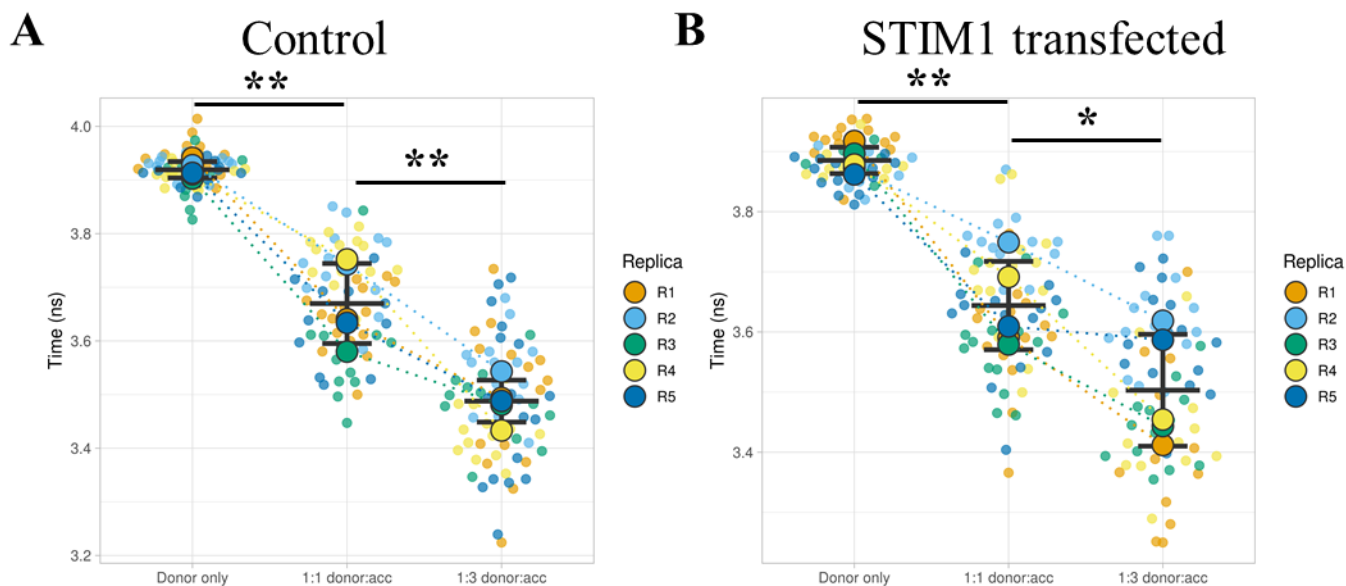 A
Control
**
**
4.0
3.8
3.6
3.4
3.2
Time (ns)
Donor only
1:1 donor:acc
1:3 donor:acc
Replica
R1
R2
R3
R4
R5
B
STIM1 transfected
**
*
3.8
3.6
3.4
Time (ns)
Donor only
1:1 donor:acc
1:3 donor:acc
Replica
R1
R2
R3
R4
R5